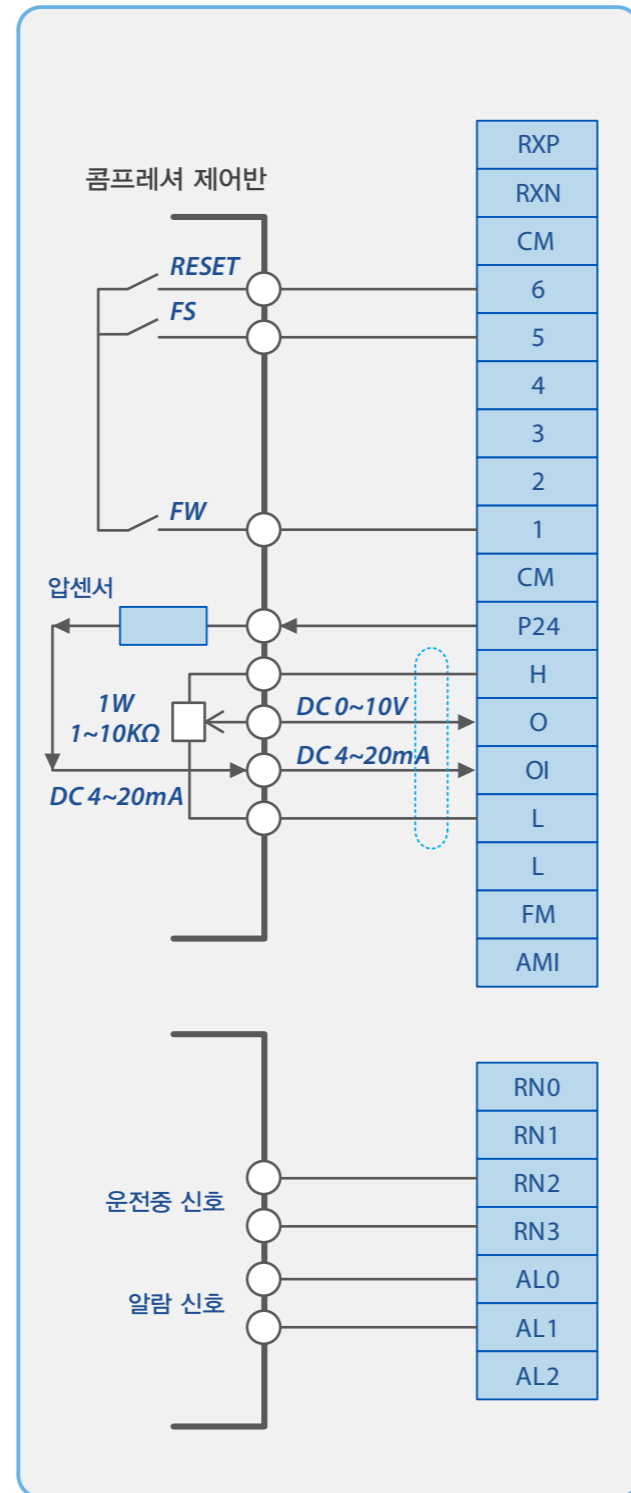 콤프레셔 제어반
RESET
FS
FW
압센서
1W
1~10KΩ
DC 0~10V
DC 4~20mA
DC 4~20mA
RXP
RXN
CM
6
5
4
3
2
1
CM
P24
H
O
OI
L
L
FM
AMI
운전중 신호
알람 신호
RN0
RN1
RN2
RN3
AL0
AL1
AL2